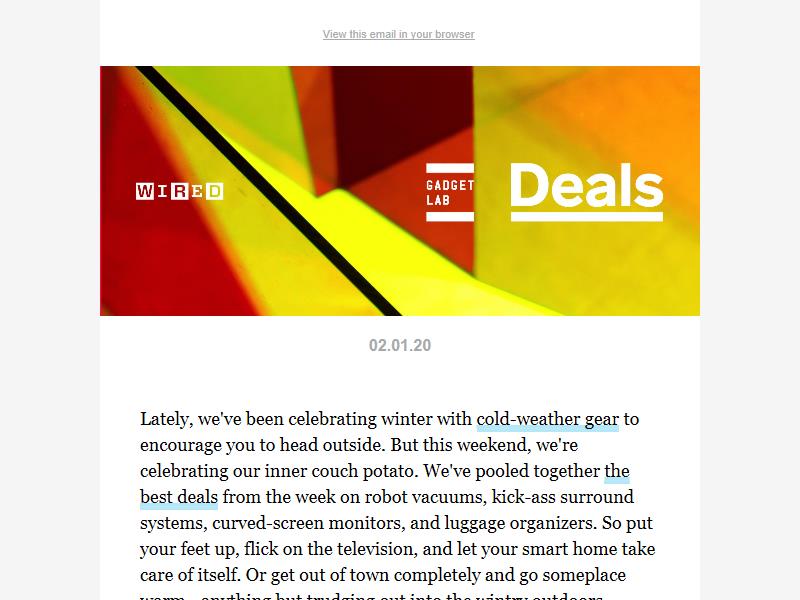 View this email in your browser
WIRED
GADGET
LAB
Deals
02.01.20
Lately, we've been celebrating winter with cold-weather gear to
encourage you to head outside. But this weekend, we're
celebrating our inner couch potato. We've pooled together the
best deals from the week on robot vacuums, kick-ass surround
systems, curved-screen monitors, and luggage organizers. So put
your feet up, flick on the television, and let your smart home take
care of itself. Or get out of town completely and go someplace
warm—anything but trudging out into the wintry outdoors.